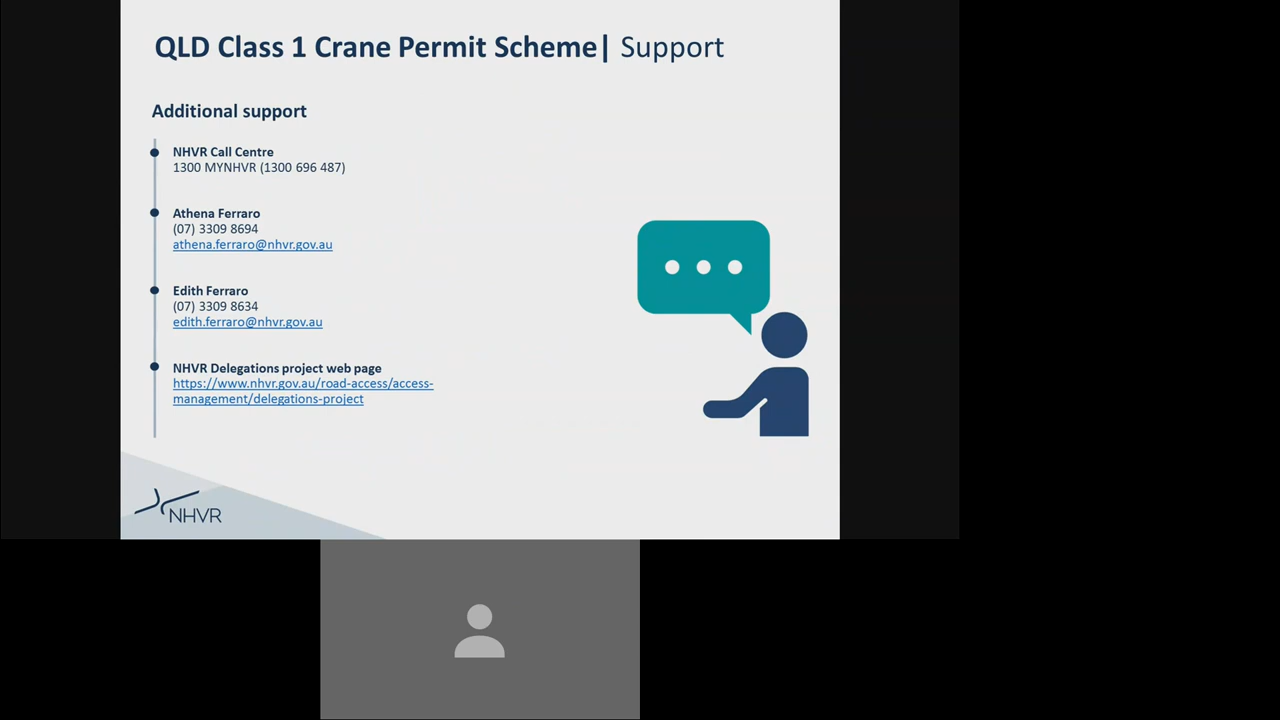 QLD Class 1 Crane Permit Scheme| Support
Additional support
NHVR Call Centre
1300 MYNHVR (1300 696 487)
Athena Ferraro
(07) 3309 8694
athena.ferraro@nhvr.gov.au
Edith Ferraro
(07) 3309 8634
edith.ferraro@nhvr.gov.au
NHVR Delegations project web page
https://www.nhvr.gov.au/road-access/access-
management/delegations-project
NHVR